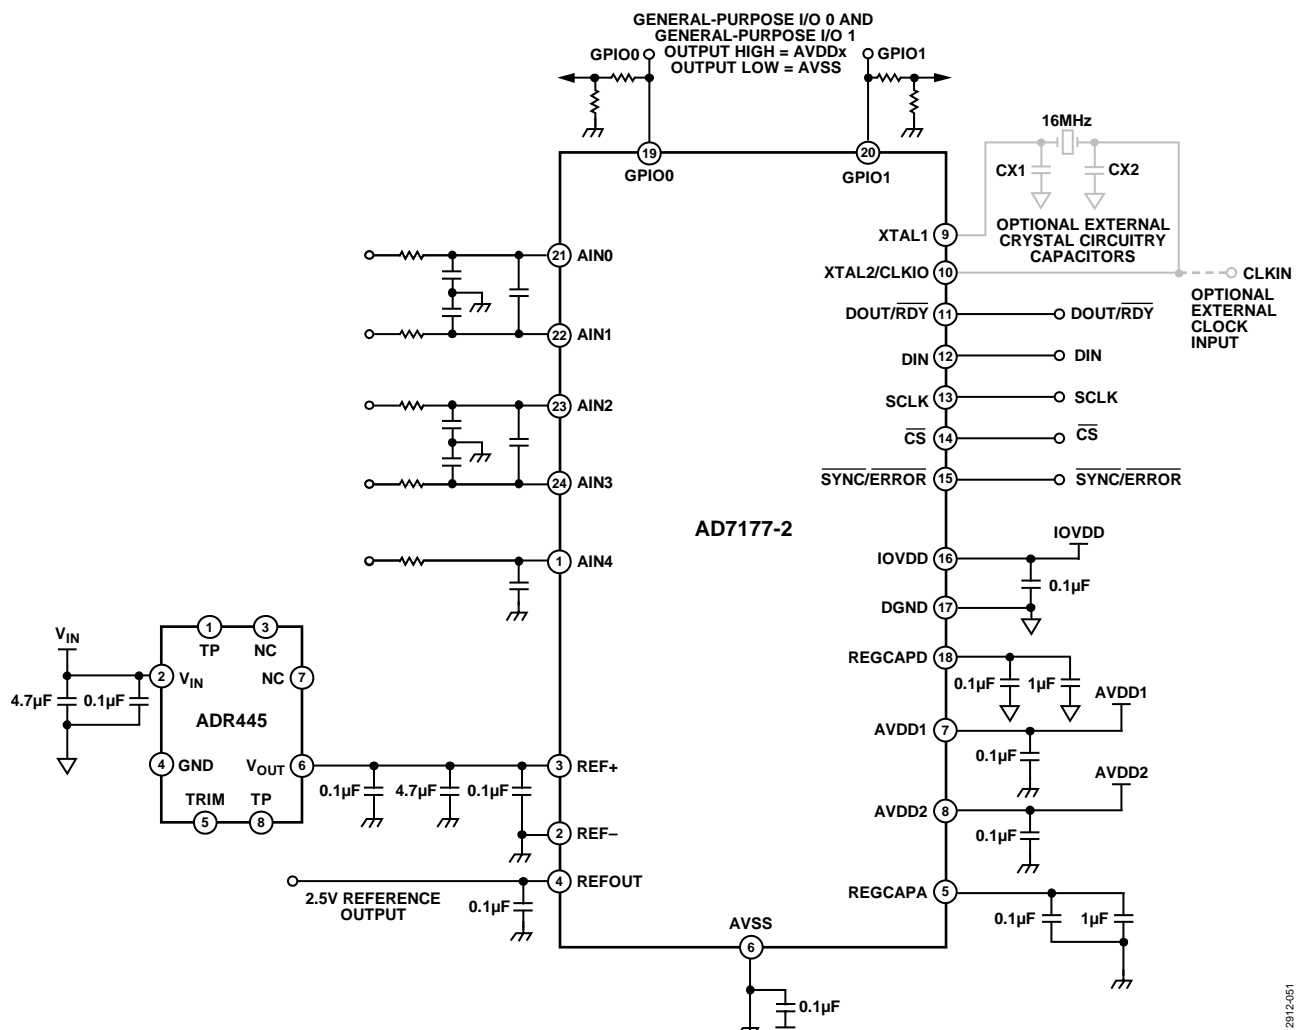 GENERAL-PURPOSE I/O 0 AND
GENERAL-PURPOSE I/O 1
OUTPUT HIGH = AVDDx
OUTPUT LOW = AVSS
GPIO0
GPIO1
19
GPIO0
20
GPIO1
16MHz
CX1
CX2
OPTIONAL EXTERNAL
CRYSTAL CIRCUITRY
CAPACITORS
XTAL1
9
XTAL2/CLKIO
10
CLKIN
OPTIONAL
EXTERNAL
CLOCK
INPUT
DOUT/RDY
11
DOUT/RDY
DIN
12
DIN
SCLK
13
SCLK
CS
14
CS
SYNC/ERROR
15
SYNC/ERROR
21
AIN0
22
AIN1
23
AIN2
24
AIN3
1
AIN4
AD7177-2
IOVDD
IOVDD
16
0.1µF
DGND
17
REGCAPD
18
0.1µF
1µF
AVDD1
AVDD1
7
0.1µF
AVDD2
AVDD2
8
0.1µF
REGCAPA
5
0.1µF
1µF
VIN
4.7µF
0.1µF
1
TP
3
NC
2
VIN
NC
7
ADR445
4
GND
VOUT
6
TRIM
5
TP
8
0.1µF
4.7µF
0.1µF
3
REF+
2
REF–
4
REFOUT
2.5V REFERENCE
OUTPUT
0.1µF
AVSS
6
0.1µF
2912-051